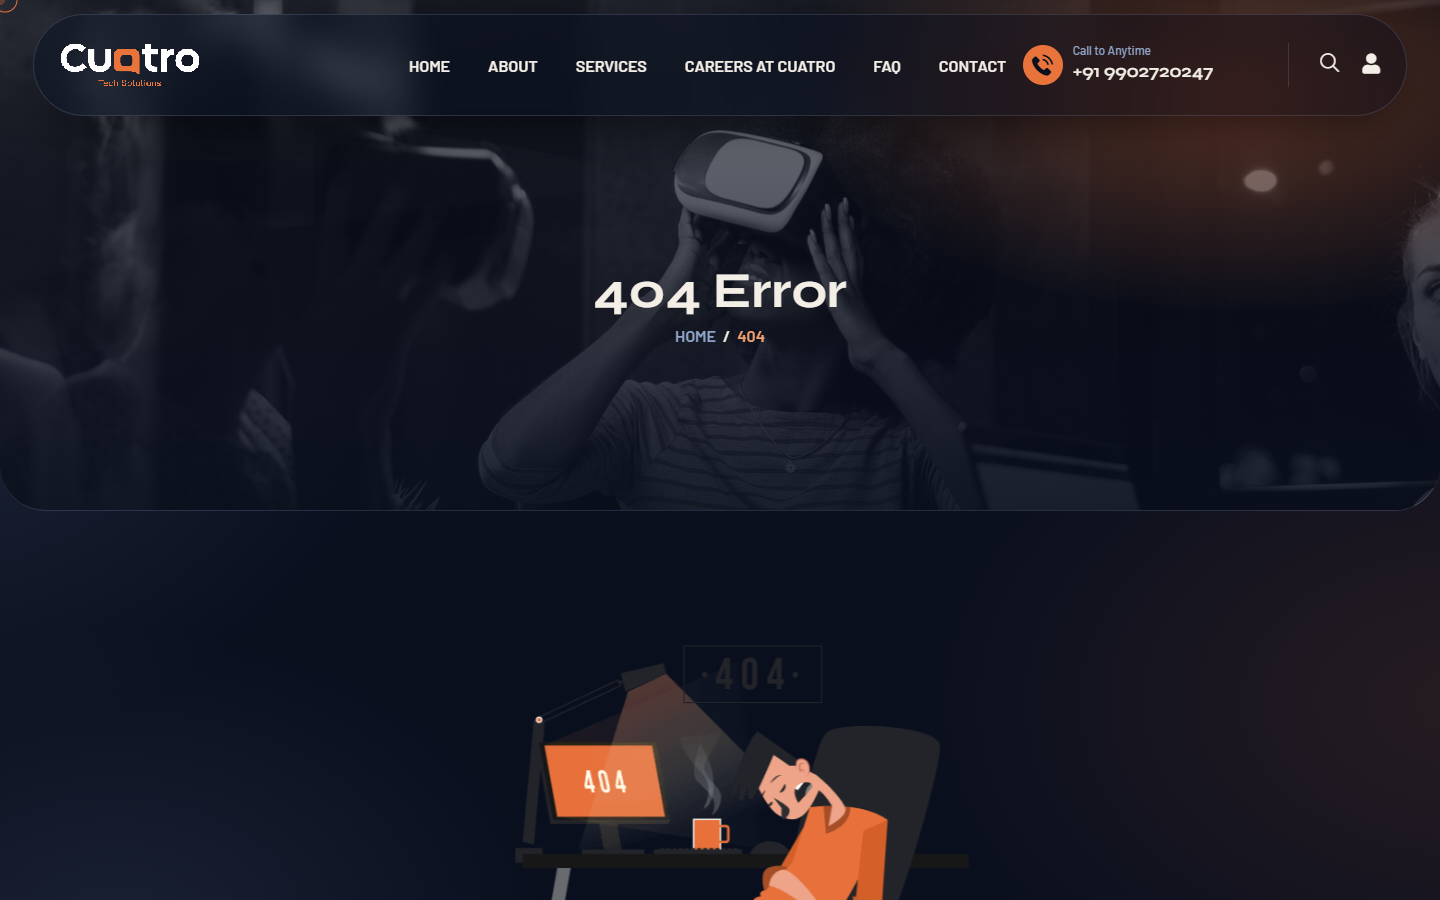 Cuatro
Tech Solutions
HOME
ABOUT
SERVICES
CAREERS AT CUATRO
FAQ
CONTACT
Call to Anytime
+91 9902720247
404 Error
HOME / 404
·404·
404